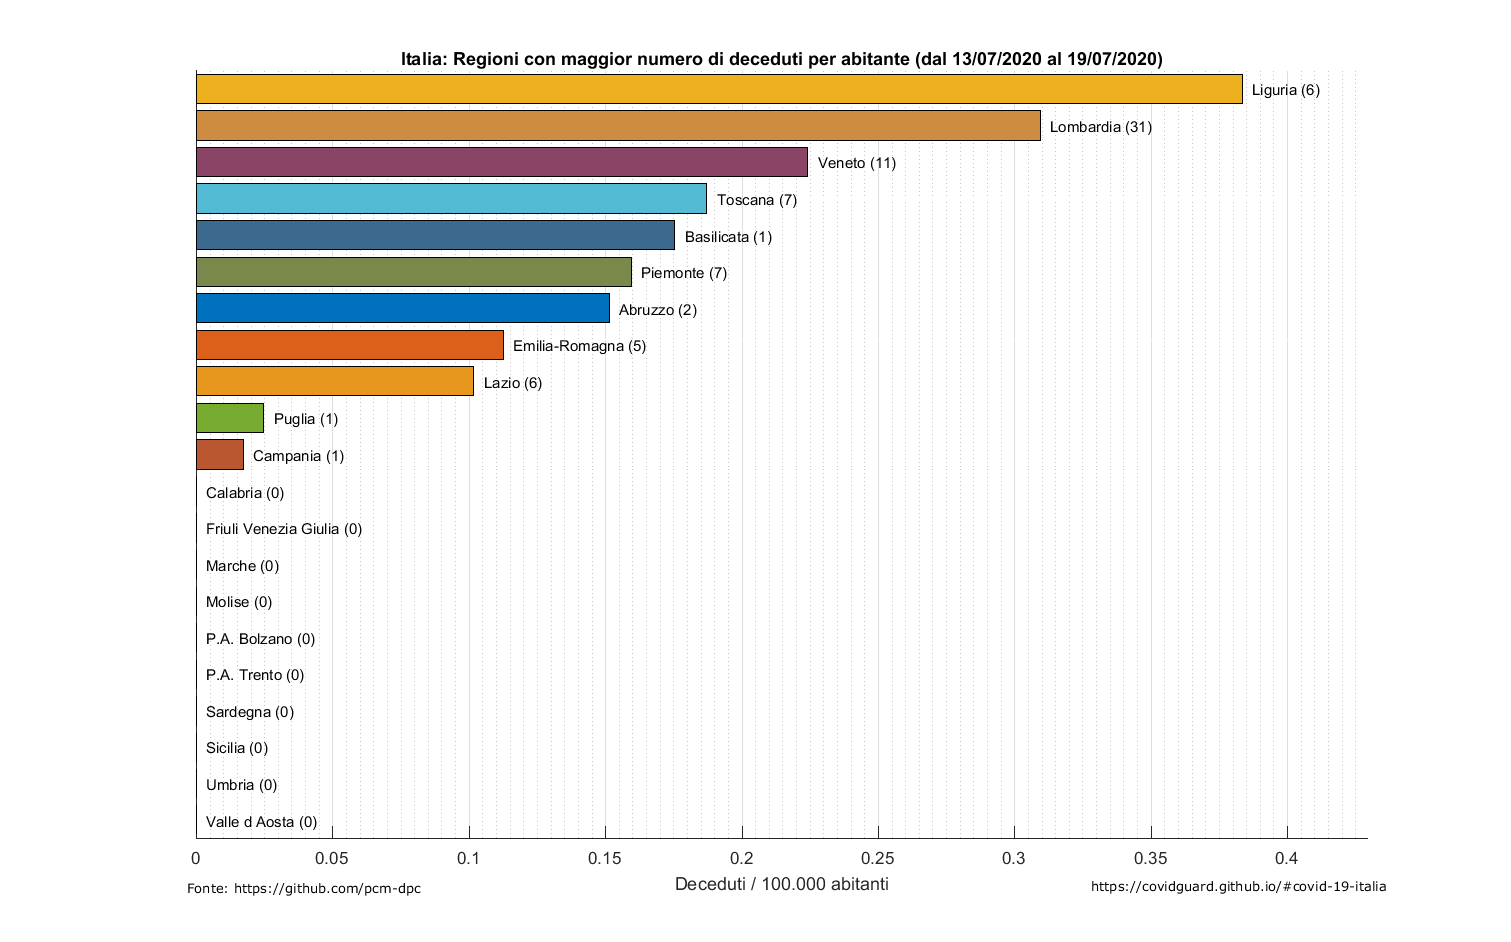 Italia: Regioni con maggior numero di deceduti per abitante (dal 13/07/2020 al 19/07/2020)
Liguria (6)
Lombardia (31)
Veneto (11)
Toscana (7)
Basilicata (1)
Piemonte (7)
Abruzzo (2)
Emilia-Romagna (5)
Lazio (6)
Puglia (1)
Campania (1)
Calabria (0)
Friuli Venezia Giulia (0)
Marche (0)
Molise (0)
P.A. Bolzano (0)
P.A. Trento (0)
Sardegna (0)
Sicilia (0)
Umbria (0)
Valle d Aosta (0)
0 0.05 0.1 0.15 0.2 0.25 0.3 0.35 0.4
Deceduti / 100.000 abitanti
Fonte: https://github.com/pcm-dpc
https://covidguard.github.io/#covid-19-italia